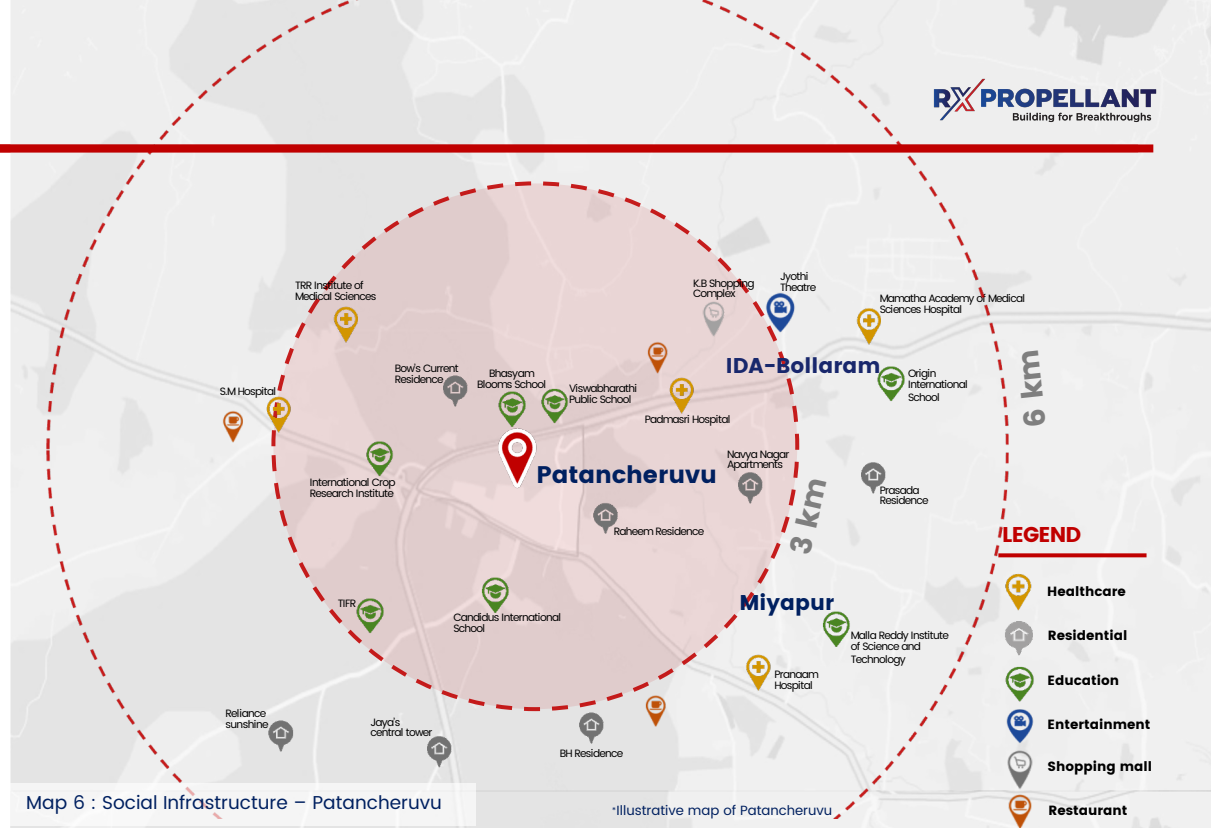 RX PROPELLANT
Building for Breakthroughs
TRR Institute of
Medical Sciences
K.B Shopping
Complex
Jyothi
Theatre
Mamatha Academy of Medical
Sciences Hospital
IDA-Bollaram
Bow's Current
Residence
Bhasyam
Blooms School
Viswabharathi
Public School
Origin
International
School
6 km
S.M Hospital
Padmasri Hospital
Patancheruvu
Navya Nagar
Apartments
International Crop
Research Institute
Prasada
Residence
Raheem Residence
3 km
LEGEND
Healthcare
Residential
Education
Entertainment
Shopping mall
Restaurant
TIFR
Candidus International
School
Miyapur
Malla Reddy Institute
of Science and
Technology
Pranaam
Hospital
Reliance
sunshine
Jaya's
central tower
BH Residence
Map 6 : Social Infrastructure – Patancheruvu
*Illustrative map of Patancheruvu